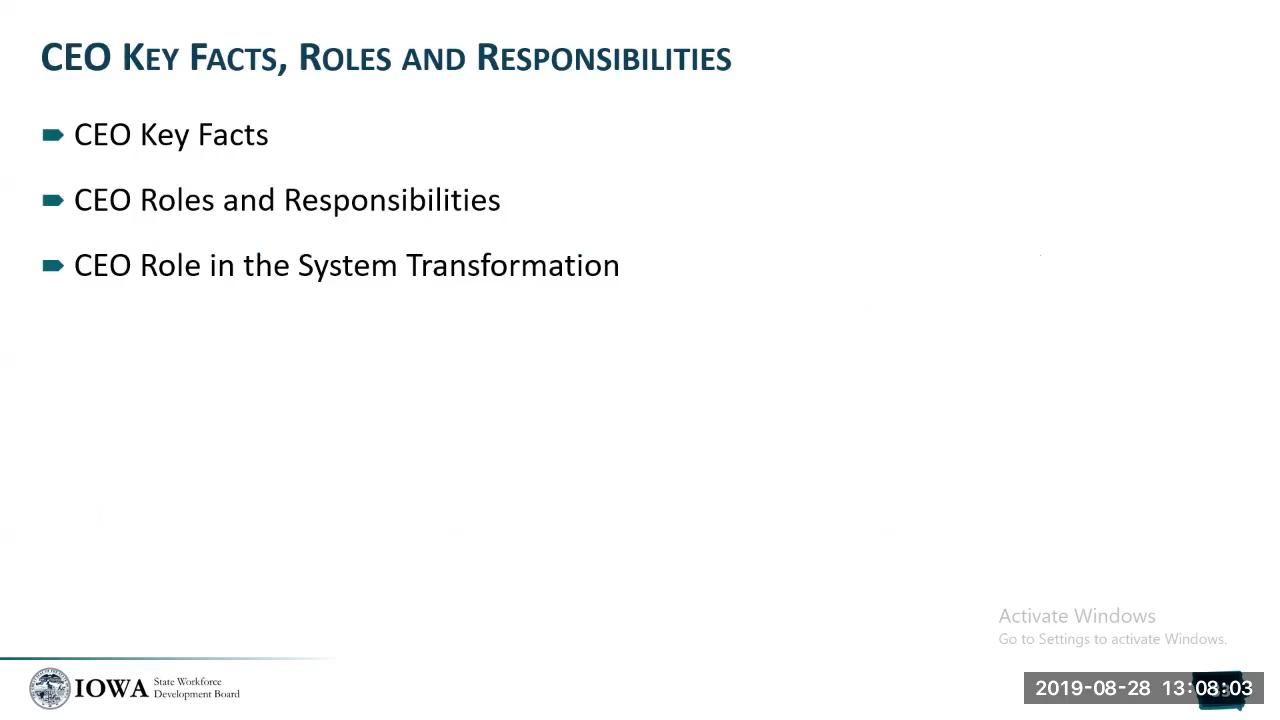 CEO KEY FACTS, ROLES AND RESPONSIBILITIES
CEO Key Facts
CEO Roles and Responsibilities
CEO Role in the System Transformation
Activate Windows
Go to Settings to activate Windows.
IOWA State Workforce
Development Board
2019-08-28 13:08:03